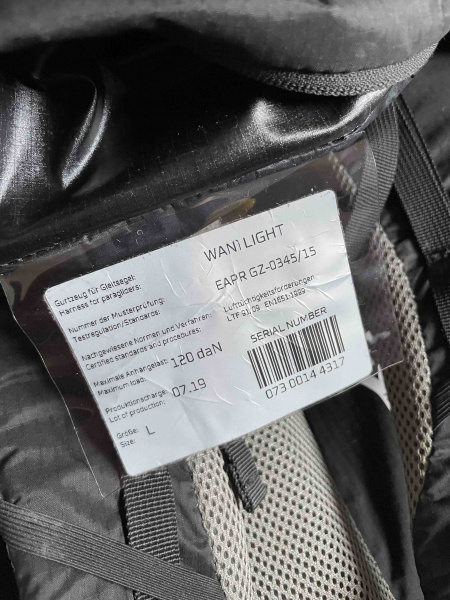 Gurtzeug für Gleitsegel:
Harness for paragliders:
WANI LIGHT
Nummer der Musterprüfung:
Testregulation/Standards:
EAPR GZ-0345/15
Nachgewiesene Normen und Verfahren:
Certified standards and procedures:
Lufttüchtigkeitsforderungen
LTF 91/09 EN1651:1999
Maximale Anhängelast:
Maximum load:
120 daN
Produktionscharge:
Lot of production:
07.19
Größe:
Size:
L
SERIAL NUMBER
073 0014 4317